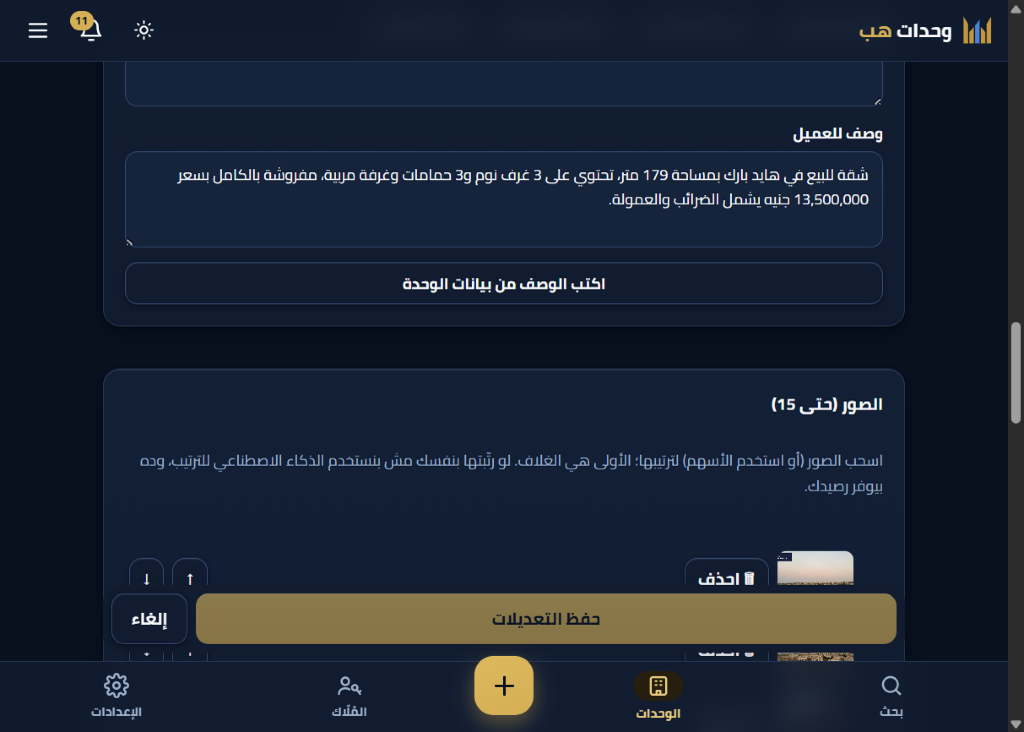 وحدات هب
11
وصف للعميل
شقة للبيع في هايد بارك بمساحة 179 متر، تحتوي على 3 غرف نوم و3 حمامات وغرفة مربية، مفروشة بالكامل بسعر
13,500,000 جنيه يشمل الضرائب والعمولة.
اكتب الوصف من بيانات الوحدة
الصور (حتى 15)
اسحب الصور (أو استخدم الأسهم) لترتيبها؛ الأولى هي الغلاف. لو رتّبتها بنفسك مش بنستخدم الذكاء الاصطناعي للترتيب، وده
بيوفر رصيدك.
احذف ↑ ↓
حفظ التعديلات
إلغاء
احذف
بحث
الوحدات
+
المُلّاك
الإعدادات